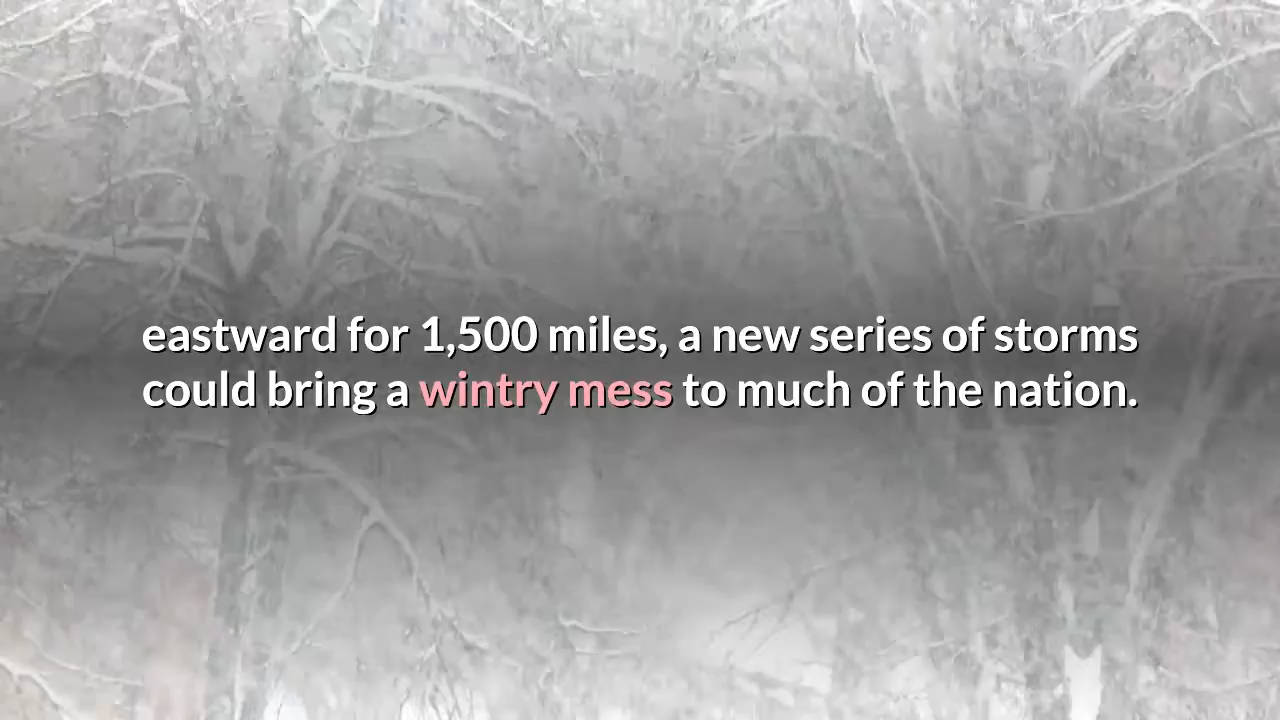 eastward for 1,500 miles, a new series of storms
could bring a wintry mess to much of the nation.